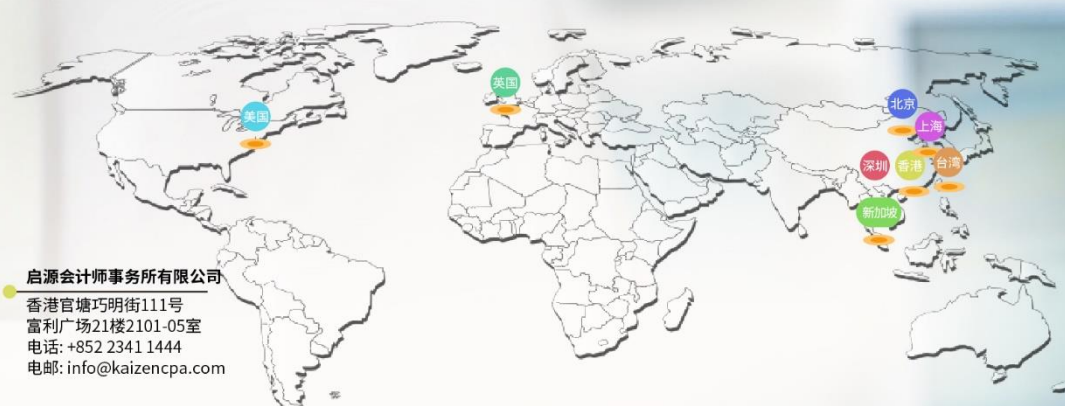 英国
北京
美国
上海
深圳
香港
台湾
新加坡
启源会计师事务所有限公司
香港官塘巧明街111号
富利广场21楼2101-05室
电话: +852 2341 1444
电邮: info@kaizencpa.com